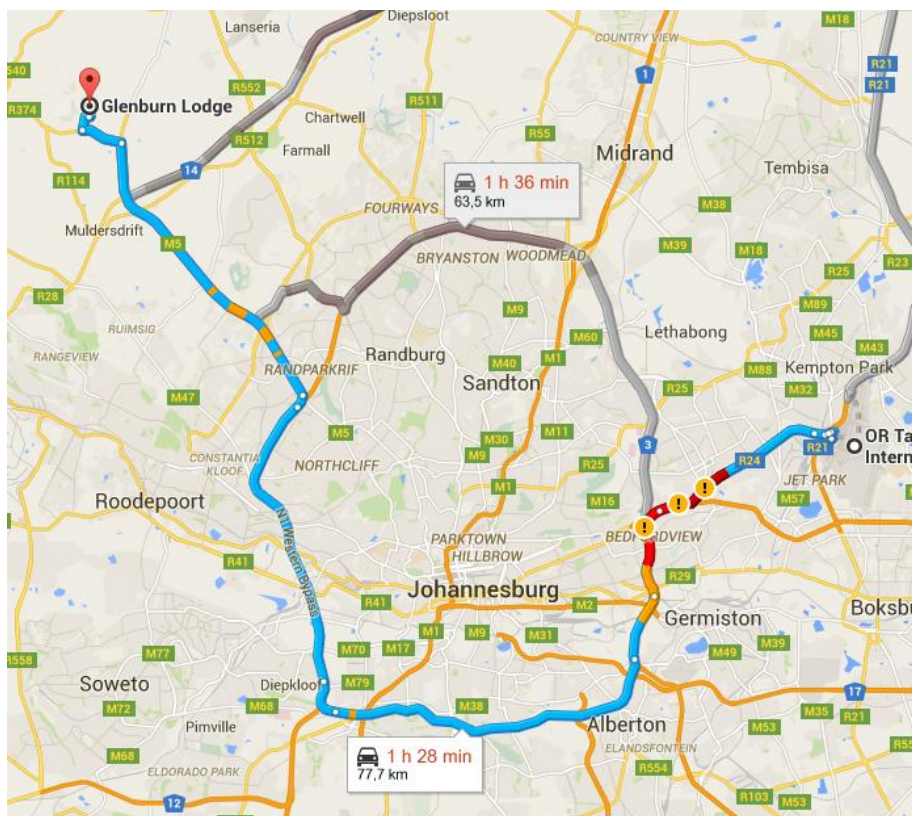 Lanseria
Diepsloot
M18
COUNTRY VIEW
R21
R21
1
R552
R511
R374
Glenburn Lodge
Chartwell
R512
R55
Farmall
Midrand
Tembisa
14
R114
1 h 36 min
63,5 km
M38
FOURWAYS
Muldersdrift
M5
BRYANSTON
WOODMEAD
M39
M18
R23
R25
R28
M9
M89
RUIMSIG
M60
Lethabong
M45
RANGEVIEW
Randburg
M1
M43
M40
M88
Kempton Park
RANDPARKRIF
Sandton
R25
M32
M47
M5
M30
M11
3
R21
OR Ta
Intern
CONSTANTIA
KLOOF
NORTHCLIFF
M9
R25
R24
JET PARK
M1
M16
M57
Roodepoort
N1 Western Bypass
PARKTOWN
HILLBROW
BEDFORDVIEW
R41
R29
Johannesburg
R41
M2
Boksbu
Germiston
M1
M9
M31
R558
M77
M70
M17
M39
M49
Soweto
Diepkloof
M79
17
M72
M68
M38
M35
R21
Pimville
Alberton
M53
1 h 28 min
77,7 km
ELANDSFONTEIN
M68
R554
ELDORADO PARK
12
R103
M53